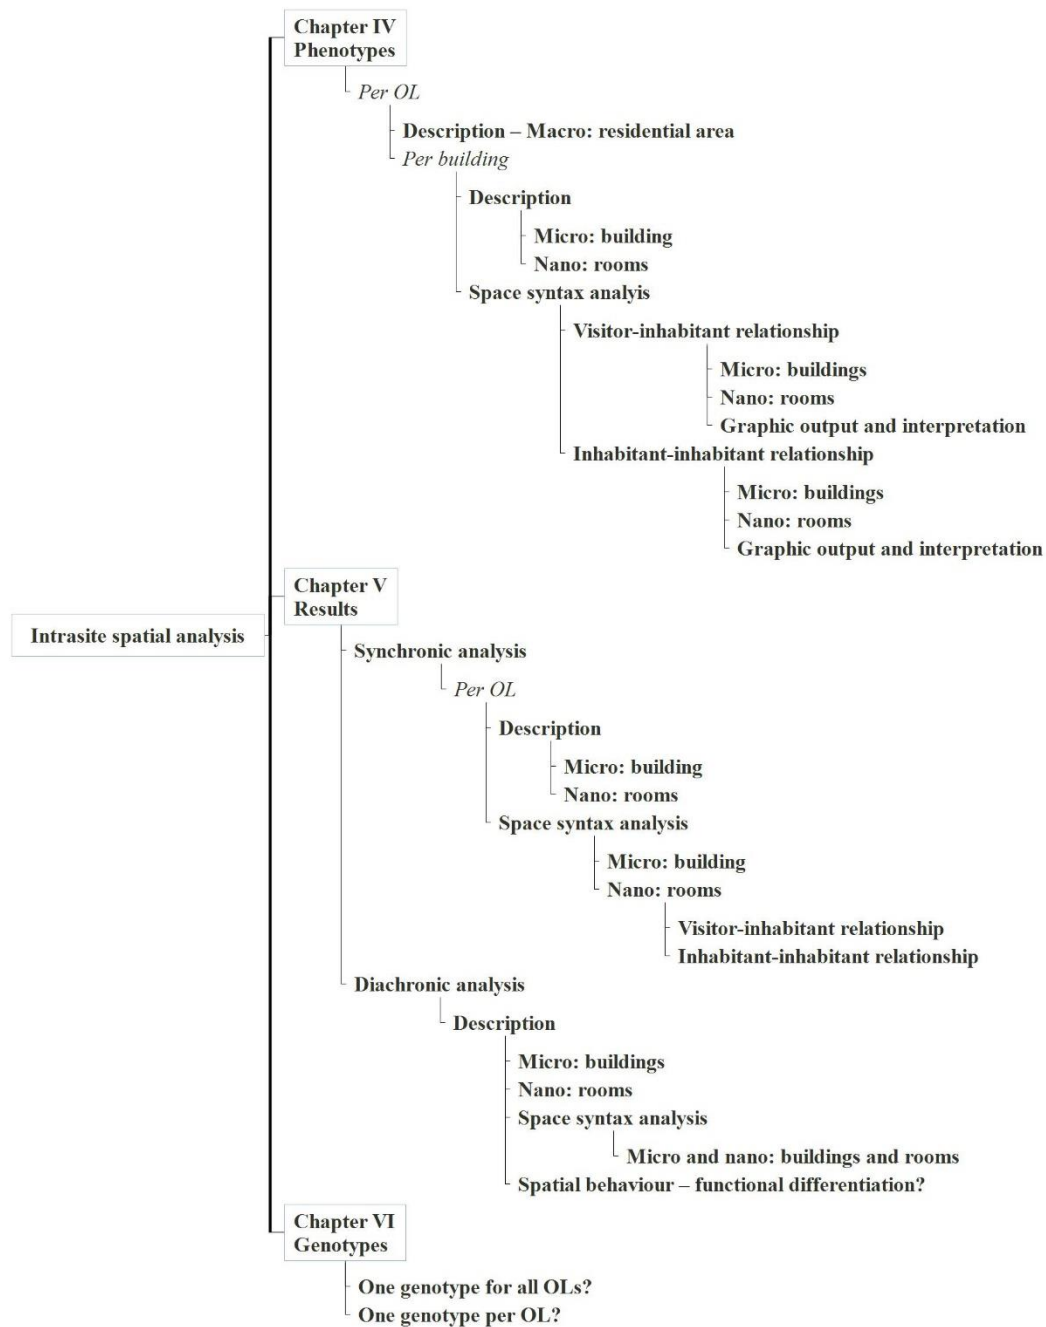 Chapter IV
Phenotypes
Per OL
Description – Macro: residential area
Per building
Description
Micro: building
Nano: rooms
Space syntax analyis
Visitor-inhabitant relationship
Micro: buildings
Nano: rooms
Graphic output and interpretation
Inhabitant-inhabitant relationship
Micro: buildings
Nano: rooms
Graphic output and interpretation
Chapter V
Results
Intrasite spatial analysis
Synchronic analysis
Per OL
Description
Micro: building
Nano: rooms
Space syntax analysis
Micro: building
Nano: rooms
Visitor-inhabitant relationship
Inhabitant-inhabitant relationship
Diachronic analysis
Description
Micro: buildings
Nano: rooms
Space syntax analysis
Micro and nano: buildings and rooms
Spatial behaviour – functional differentiation?
Chapter VI
Genotypes
One genotype for all OLs?
One genotype per OL?